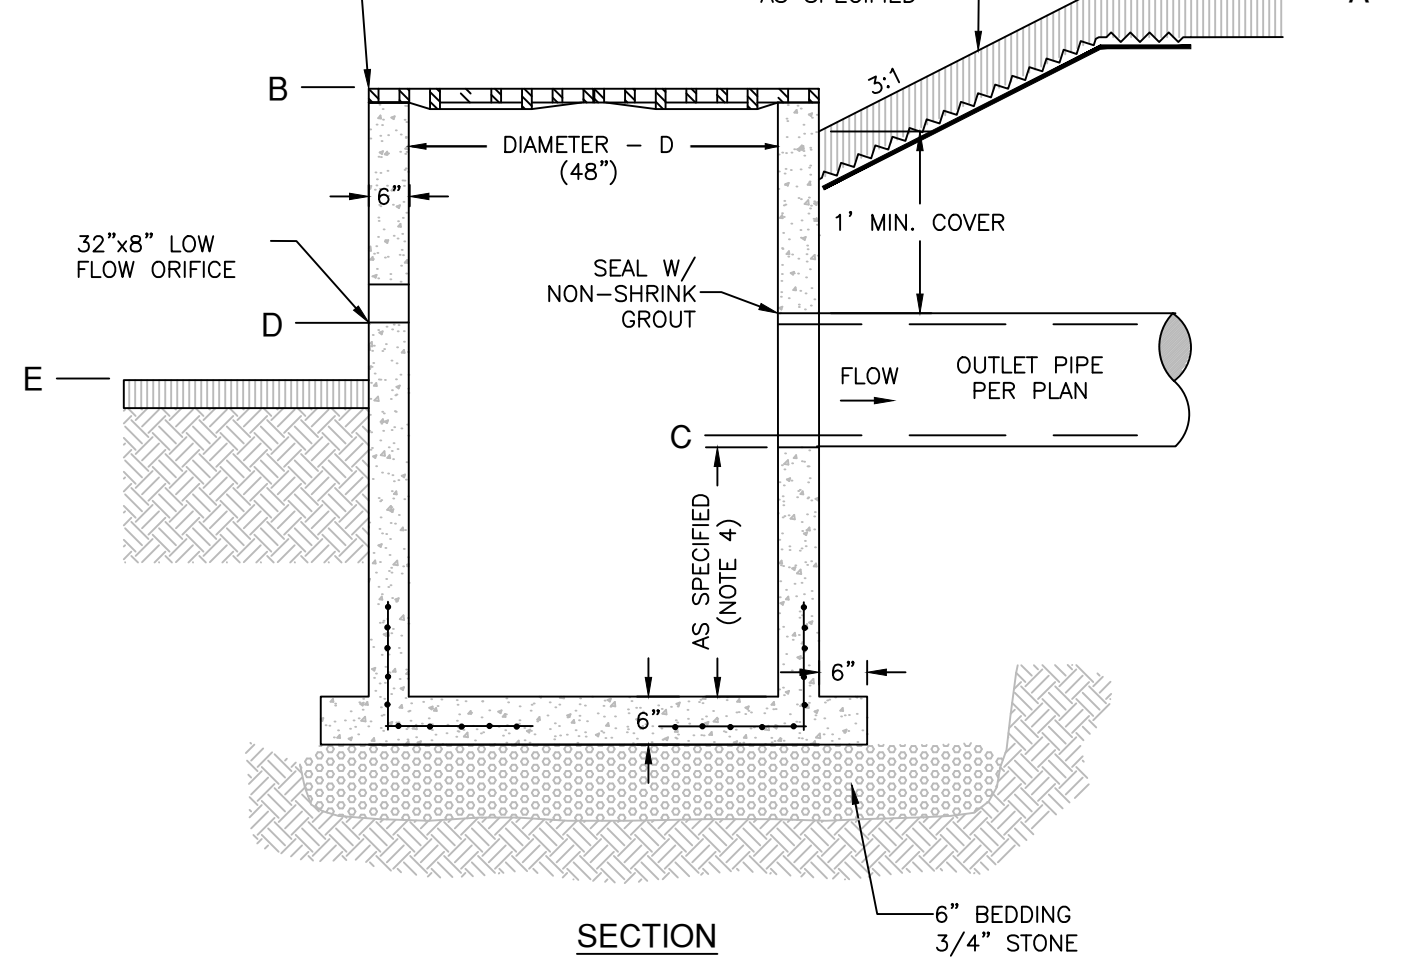 B
3:1
DIAMETER - D
(48")
6"
1' MIN. COVER
32"x8" LOW
FLOW ORIFICE
SEAL W/
NON-SHRINK
GROUT
D
E
FLOW
OUTLET PIPE
PER PLAN
C
AS SPECIFIED
(NOTE 4)
6"
6"
6" BEDDING
3/4" STONE
SECTION